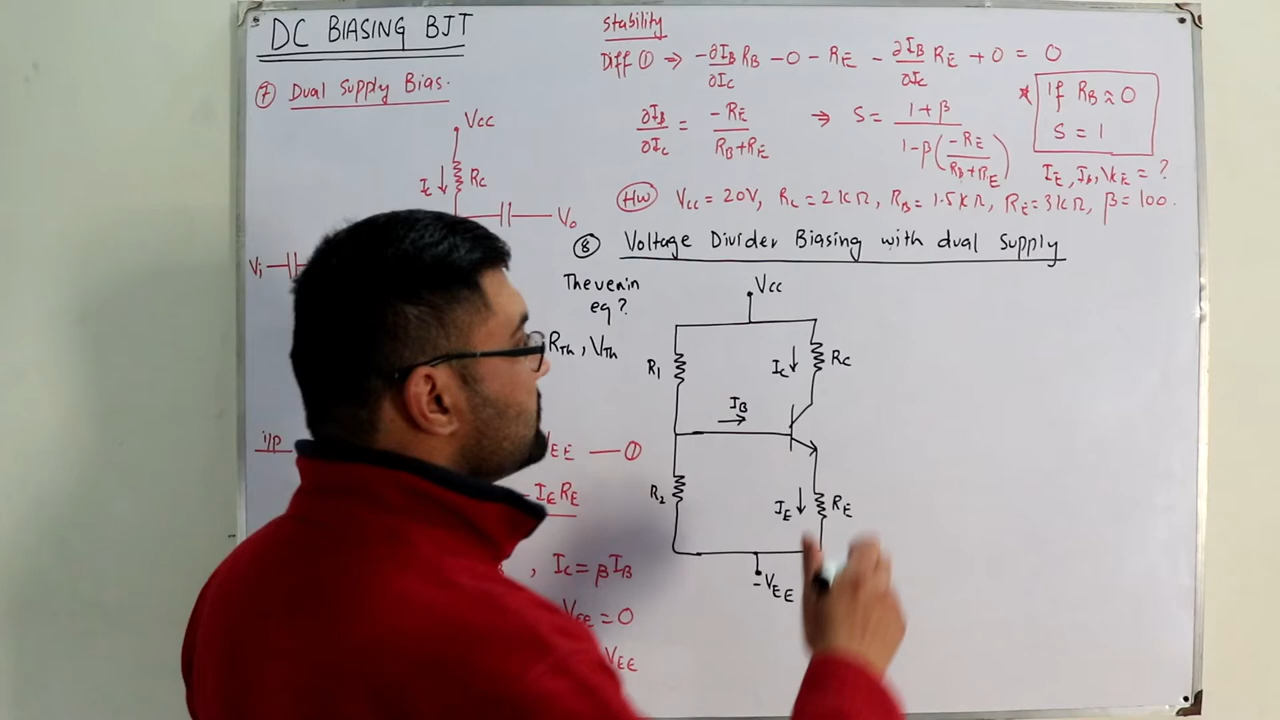 DC BIASING BJT
⑦ Dual Supply Bias.
Vcc
Ic ↓ Rc
Vo
Vi
i/p
VEE — ①
- IE RE
, Ic = βIB
VEE = 0
VEE
Stability
Diff ① → -∂IB/∂Ic RB - 0 - RE - ∂IB/∂Ic RE + 0 = 0
∂IB/∂Ic = -RE/(RB+RE) → S = (1+β)/(1-β(-RE/(RB+RE)))
* If RB ≈ 0
S = 1
IE, IB, VCE = ?
HW Vcc = 20V, Rc = 2kΩ, RB = 1.5kΩ, RE = 3kΩ, β = 100.
⑧ Voltage Divider Biasing with dual Supply
Thevenin
eq?
RTh, VTh
Vcc
R1
Ic ↓ Rc
IB →
R2
IE ↓ RE
-VEE